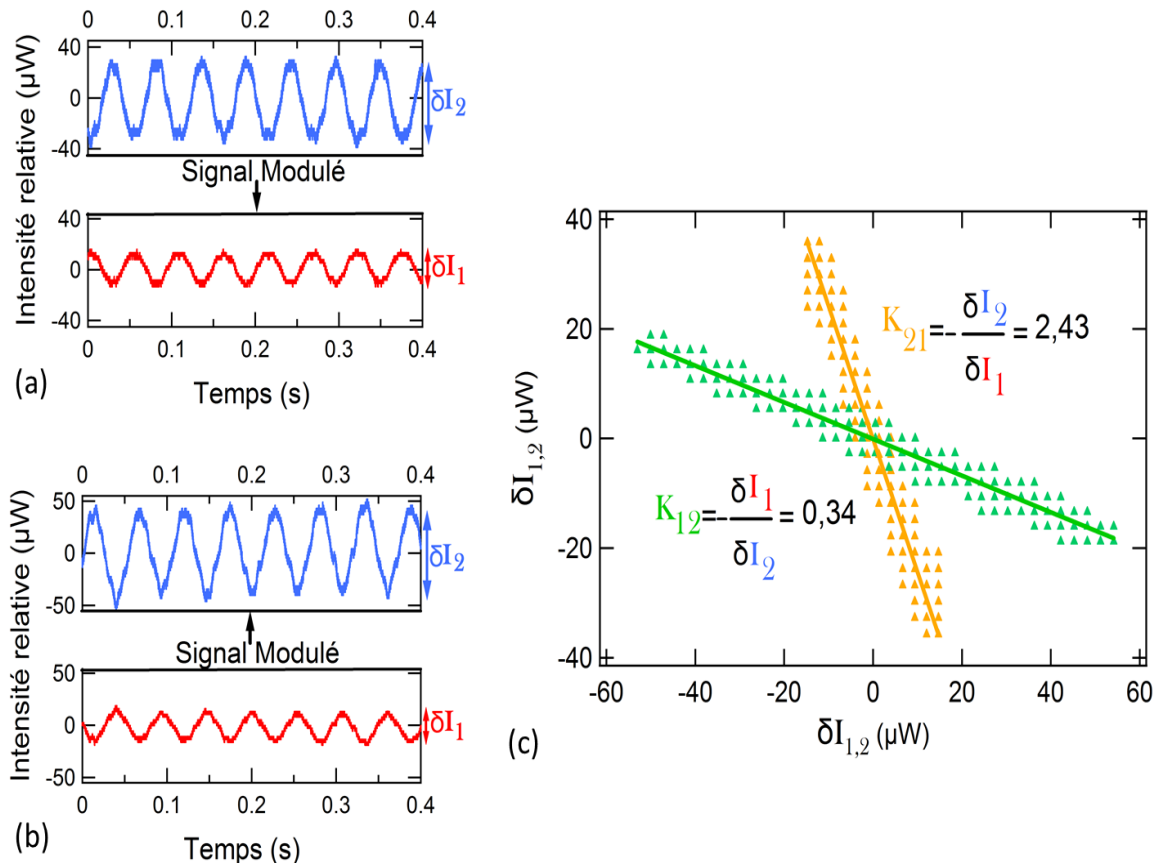 0 0.1 0.2 0.3 0.4
Intensité relative (µW)
40
0
-40
δI2
Signal Modulé
40
0
-40
δI1
0 0.1 0.2 0.3 0.4
(a)
Temps (s)
0 0.1 0.2 0.3 0.4
Intensité relative (µW)
50
0
-50
δI2
Signal Modulé
50
0
-50
δI1
0 0.1 0.2 0.3 0.4
(b)
Temps (s)
δI1,2 (µW)
40
20
0
-20
-40
K21=-δI2/δI1= 2,43
K12=-δI1/δI2= 0,34
-60 -40 -20 0 20 40 60
(c)
δI1,2 (µW)